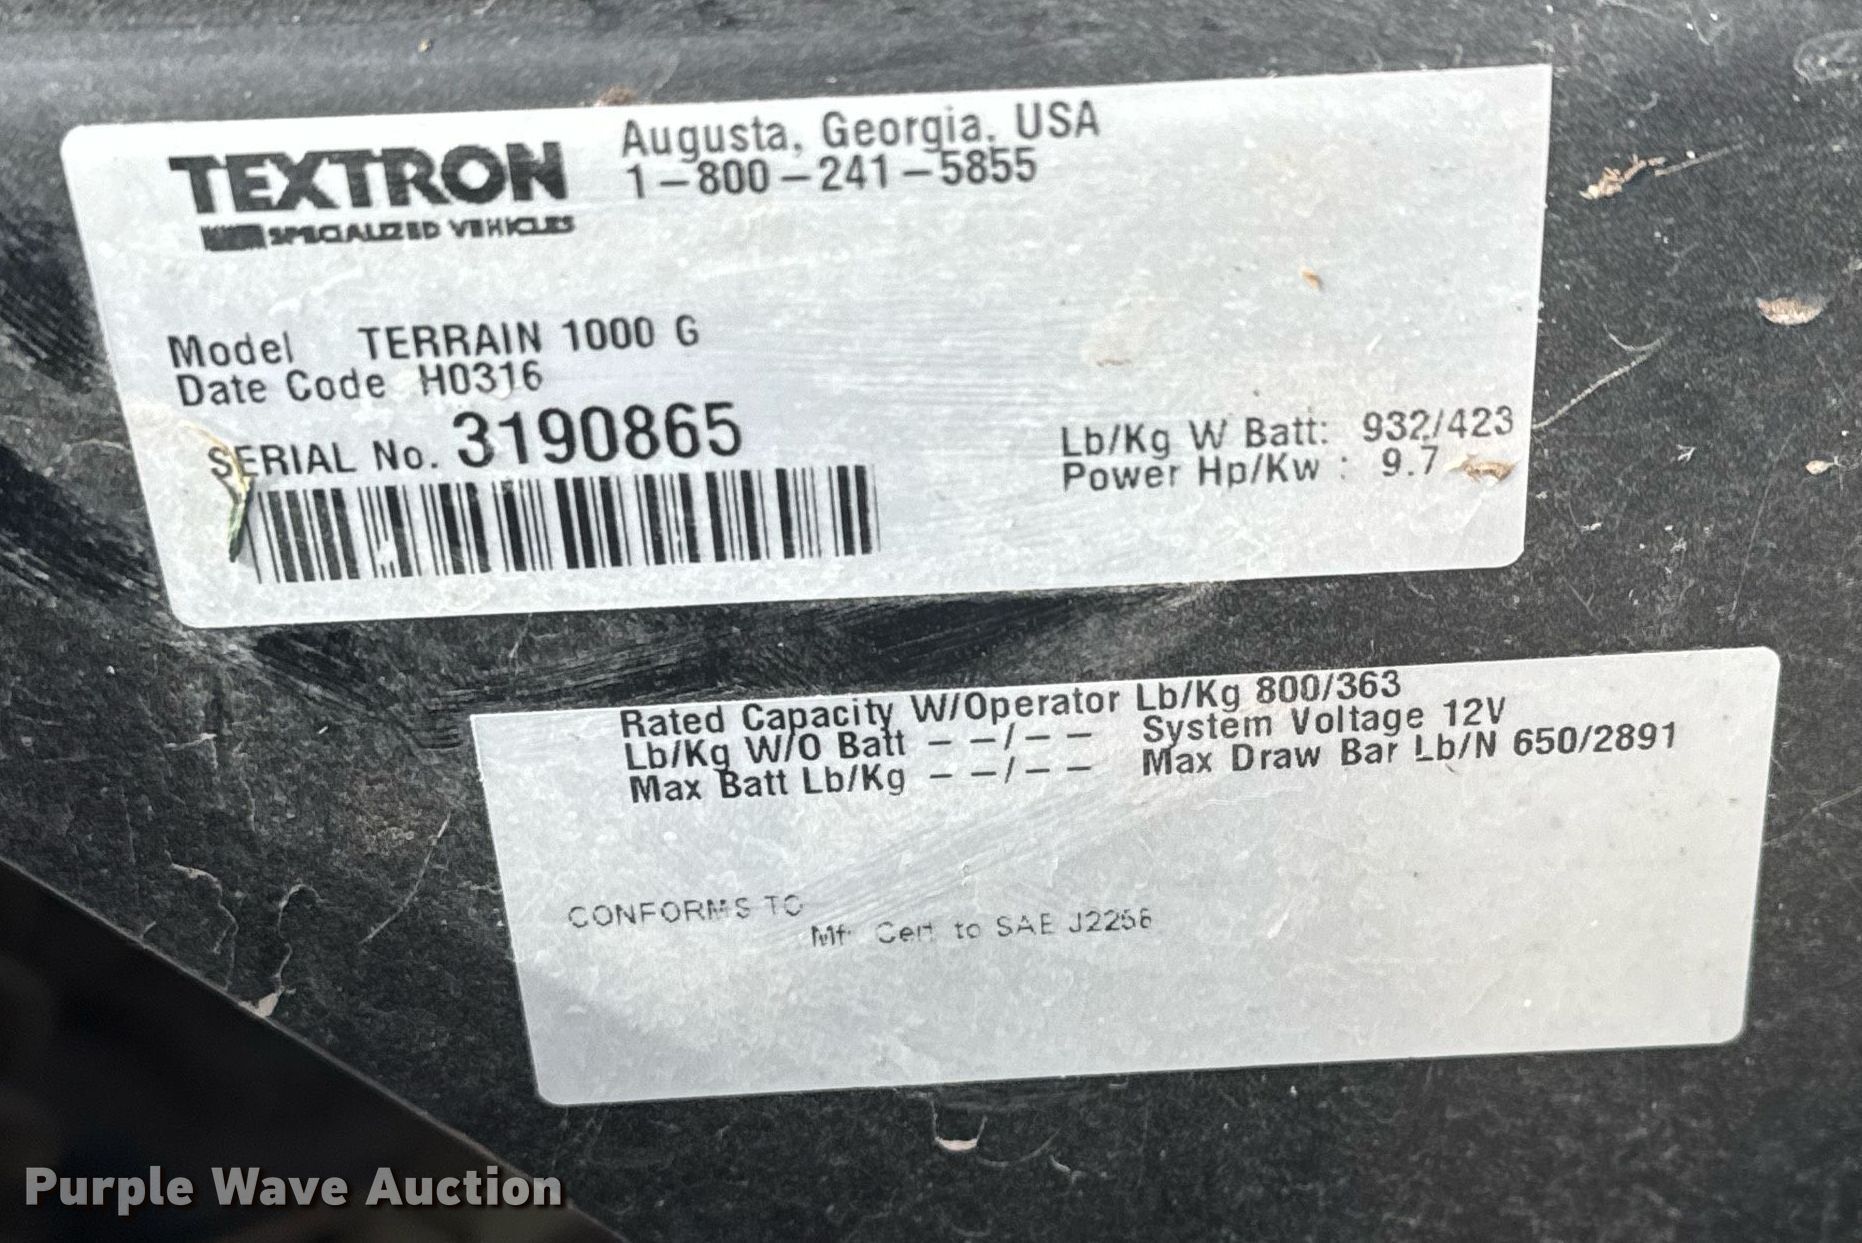 TEXTRON
SPECIALIZED VEHICLES
Augusta, Georgia, USA
1-800-241-5855
Model TERRAIN 1000 G
Date Code H0316
SERIAL No. 3190865
Lb/Kg W Batt: 932/423
Power Hp/Kw : 9.7
Rated Capacity W/Operator Lb/Kg 800/363
Lb/Kg W/O Batt - -/- - System Voltage 12V
Max Batt Lb/Kg - -/- - Max Draw Bar Lb/N 650/2891
CONFORMS TO
Mfr Cert to SAE J2258
Purple Wave Auction